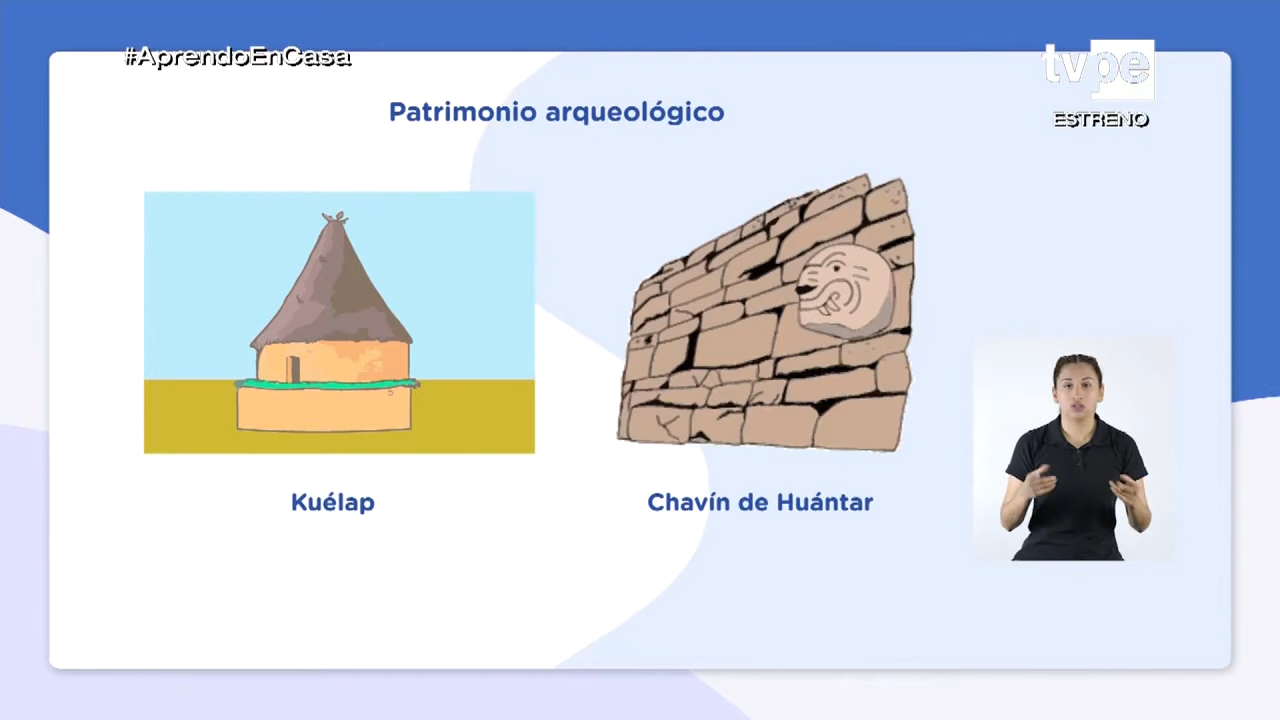 #AprendoEnCasa
tvpe
ESTRENO
Patrimonio arqueológico
Kuélap
Chavín de Huántar